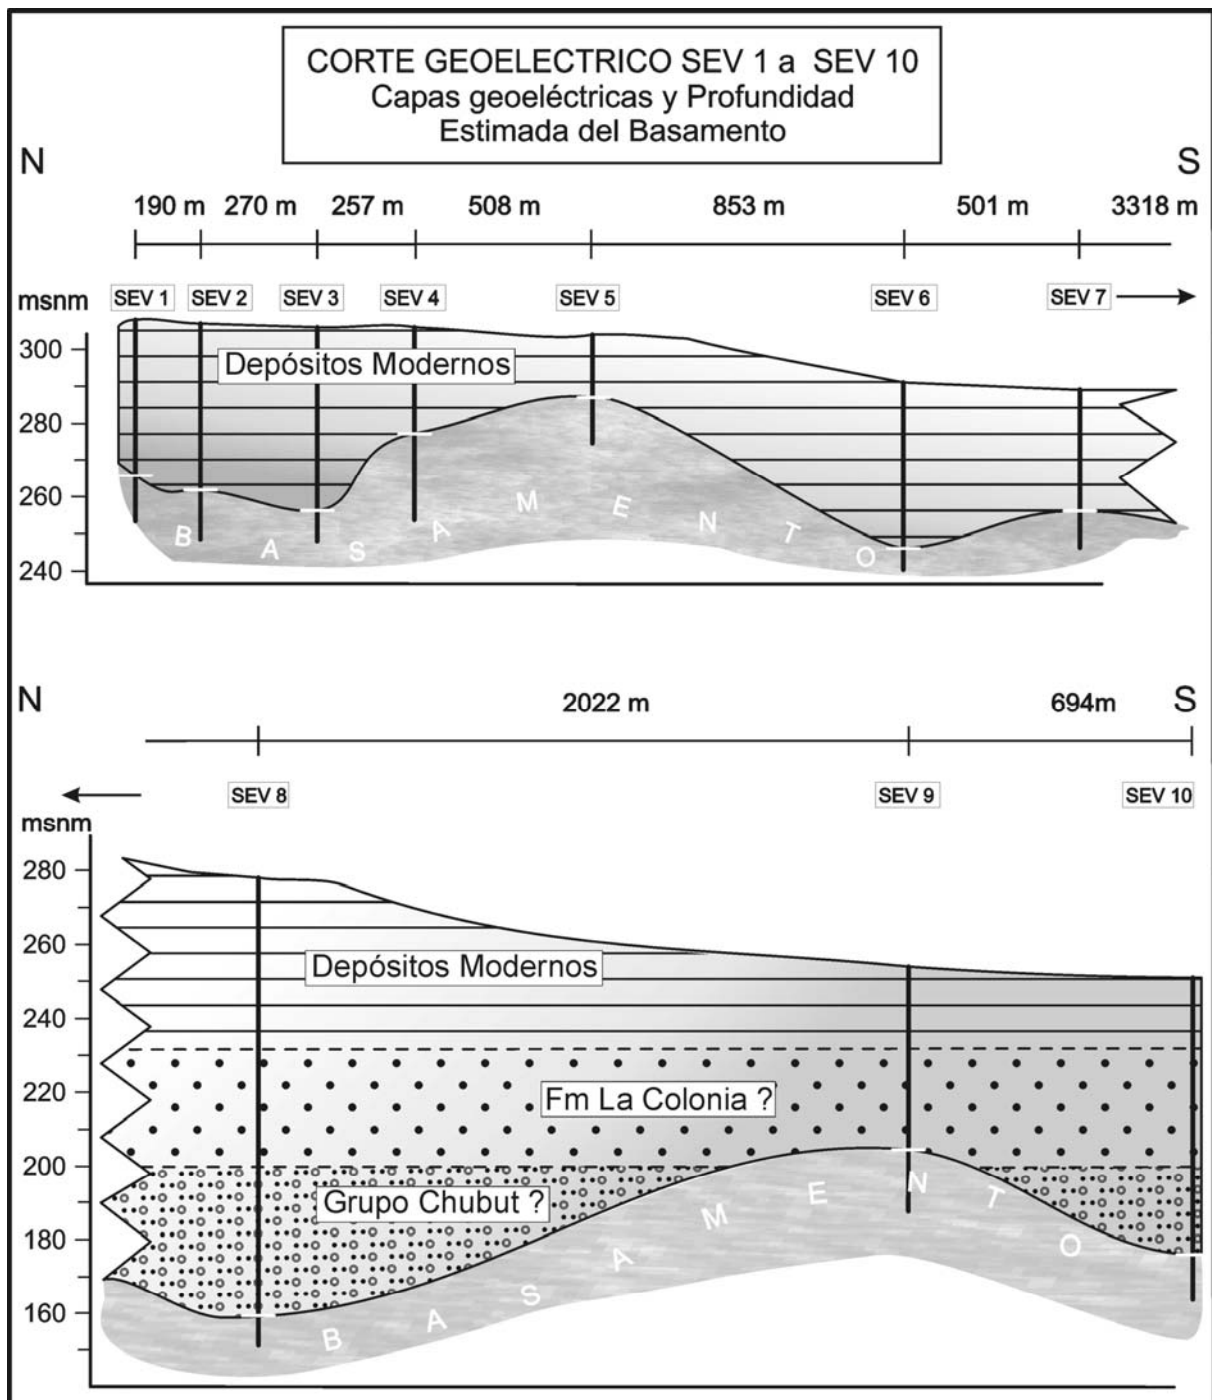 CORTE GEOELECTRICO SEV 1 a SEV 10
Capas geoeléctricas y Profundidad
Estimada del Basamento
N S
190 m 270 m 257 m 508 m 853 m 501 m 3318 m
msnm SEV 1 SEV 2 SEV 3 SEV 4 SEV 5 SEV 6 SEV 7
300
Depósitos Modernos
280
260
BASAMENTO
240
N 2022 m 694m S
SEV 8 SEV 9 SEV 10
msnm
280
260
Depósitos Modernos
240
220
Fm La Colonia ?
200
Grupo Chubut ?
180
BASAMENTO
160